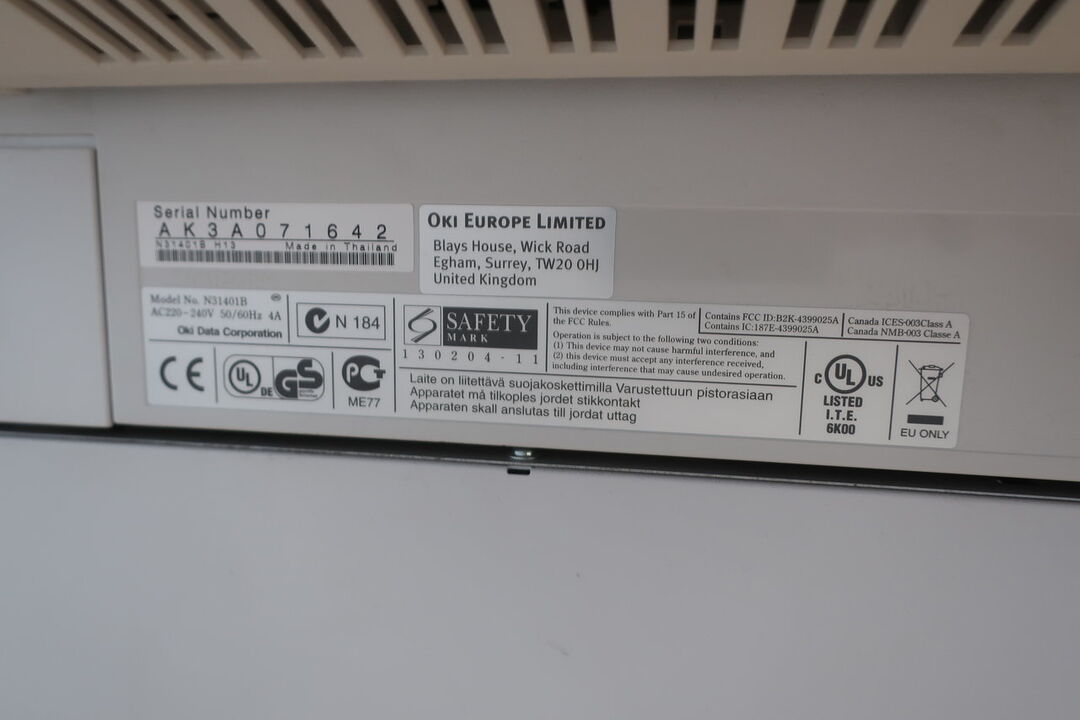 Serial Number
AK3A071642
N31401B H13 Made in Thailand
OKI EUROPE LIMITED
Blays House, Wick Road
Egham, Surrey, TW20 0HJ
United Kingdom
Model No. N31401B
AC220-240V 50/60Hz 4A
Oki Data Corporation
N 184
CE
UL DE GS
PCT
ME77
SAFETY
MARK
130204-11
This device complies with Part 15 of
the FCC Rules.
Operation is subject to the following two conditions:
(1) This device may not cause harmful interference, and
(2) this device must accept any interference received,
including interference that may cause undesired operation.
Contains FCC ID:B2K-4399025A
Contains IC:187E-4399025A
Canada ICES-003Class A
Canada NMB-003 Classe A
Laite on liitettävä suojakoskettimilla Varustettuun pistorasiaan
Apparatet må tilkoples jordet stikkontakt
Apparaten skall anslutas till jordat uttag
C UL US
LISTED
I.T.E.
6K00
EU ONLY